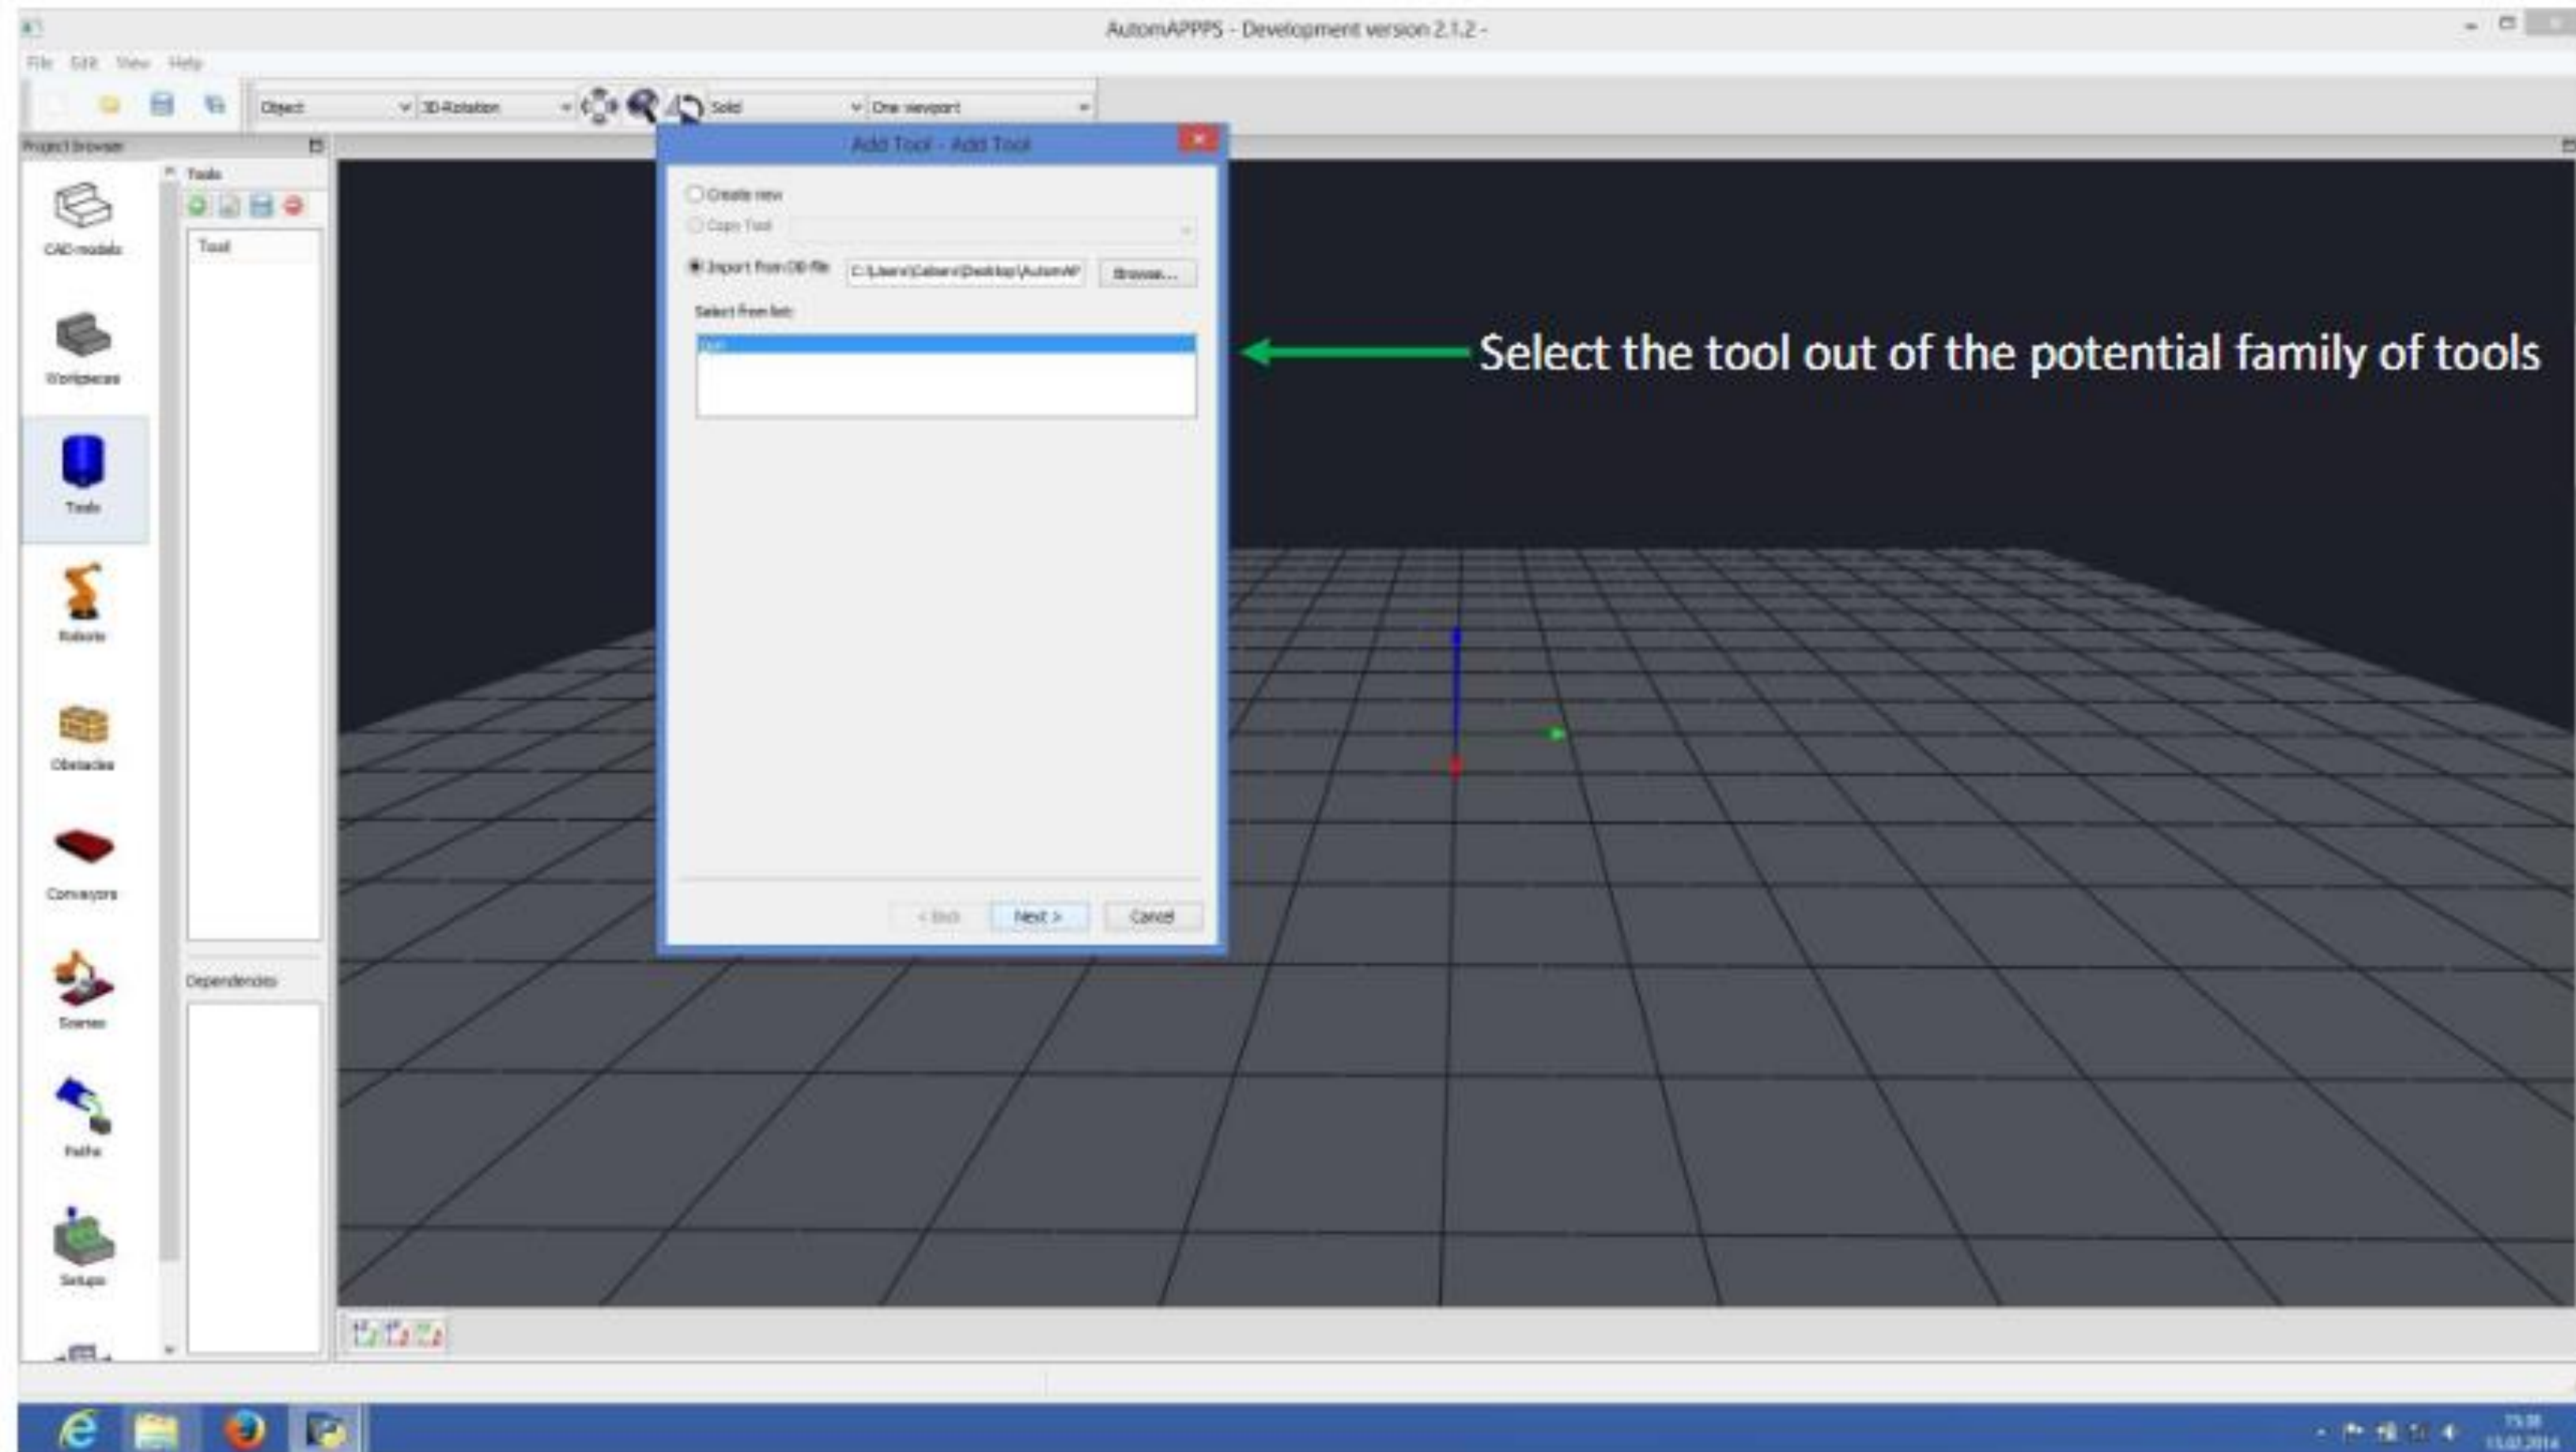 AutomAPPPS - Development version 2.1.2 -
File Edit View Help
Object 3D-Rotation Solid One viewport
Project browser
Tools
Add Tool - Add Tool
Create new
Copy Tool
Import from DB-file Browse...
Select from list:
Select the tool out of the potential family of tools
Tool
CAD-models
Workpieces
Tools
Robots
Obstacles
Conveyors
Scenes
Paths
Setups
Dependencies
< Back Next > Cancel